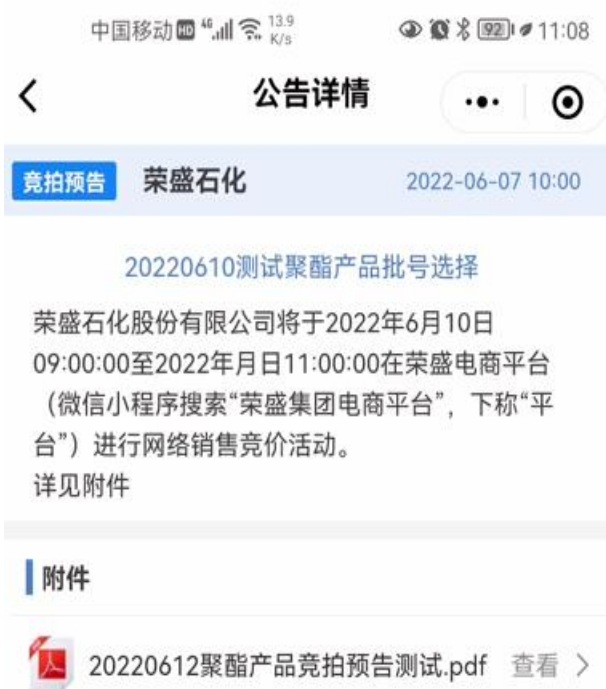 中国移动 HD 46 13.9 K/s 92 11:08
公告详情
竞拍预告 荣盛石化 2022-06-07 10:00
20220610测试聚酯产品批号选择
荣盛石化股份有限公司将于2022年6月10日
09:00:00至2022年月日11:00:00在荣盛电商平台
（微信小程序搜索“荣盛集团电商平台”，下称“平
台”）进行网络销售竞价活动。
详见附件
附件
20220612聚酯产品竞拍预告测试.pdf 查看